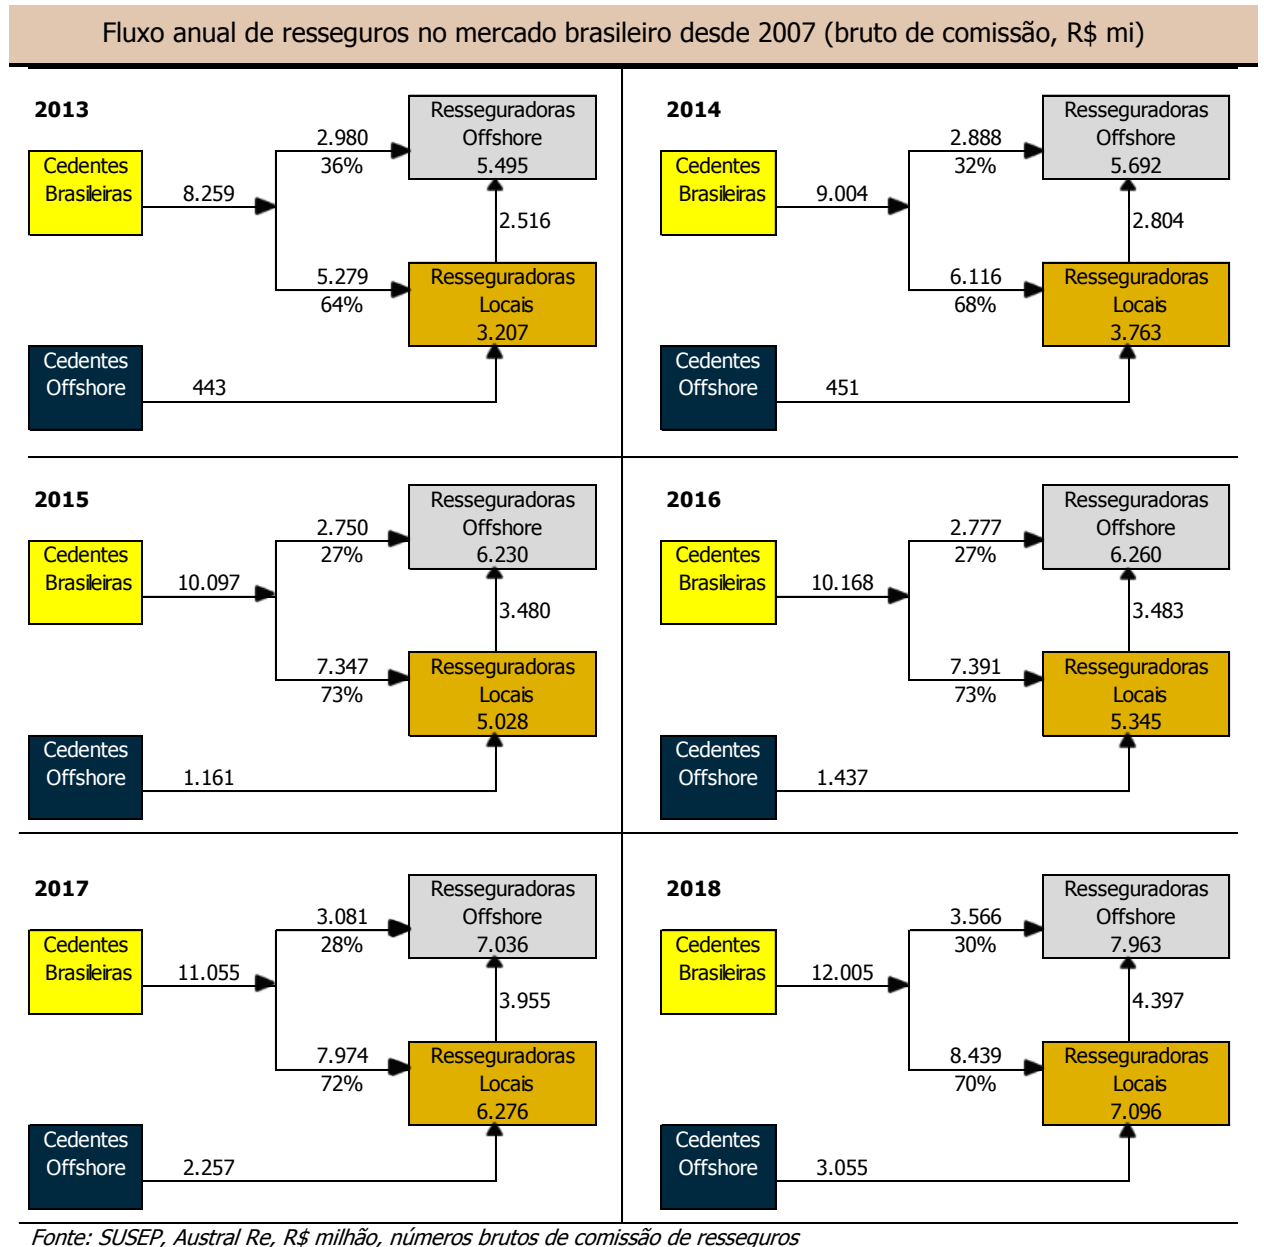 Fluxo anual de resseguros no mercado brasileiro desde 2007 (bruto de comissão, R$ mi)
2013
Cedentes
Brasileiras
8.259
2.980
36%
Resseguradoras
Offshore
5.495
2.516
5.279
64%
Resseguradoras
Locais
3.207
Cedentes
Offshore
443
2014
Cedentes
Brasileiras
9.004
2.888
32%
Resseguradoras
Offshore
5.692
2.804
6.116
68%
Resseguradoras
Locais
3.763
Cedentes
Offshore
451
2015
Cedentes
Brasileiras
10.097
2.750
27%
Resseguradoras
Offshore
6.230
3.480
7.347
73%
Resseguradoras
Locais
5.028
Cedentes
Offshore
1.161
2016
Cedentes
Brasileiras
10.168
2.777
27%
Resseguradoras
Offshore
6.260
3.483
7.391
73%
Resseguradoras
Locais
5.345
Cedentes
Offshore
1.437
2017
Cedentes
Brasileiras
11.055
3.081
28%
Resseguradoras
Offshore
7.036
3.955
7.974
72%
Resseguradoras
Locais
6.276
Cedentes
Offshore
2.257
2018
Cedentes
Brasileiras
12.005
3.566
30%
Resseguradoras
Offshore
7.963
4.397
8.439
70%
Resseguradoras
Locais
7.096
Cedentes
Offshore
3.055
Fonte: SUSEP, Austral Re, R$ milhão, números brutos de comissão de resseguros